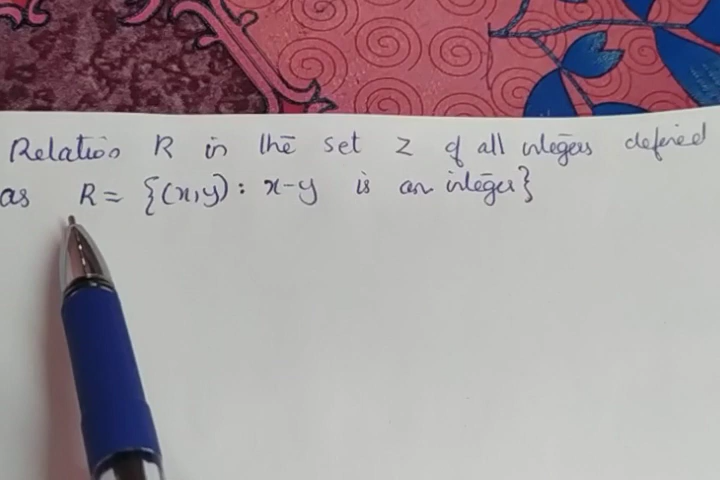 Relation R in the set Z of all integers defined
as R = {(x,y) : x-y is an integer}